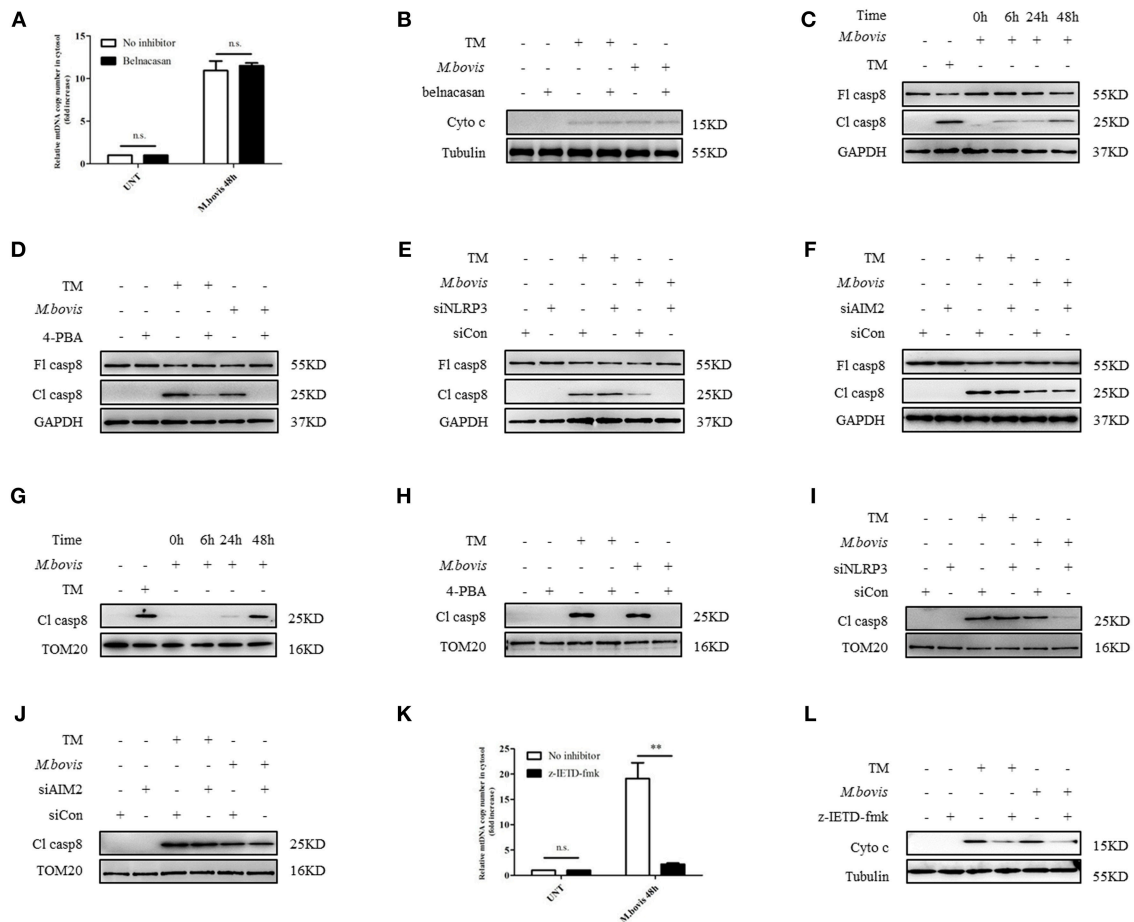 A
Relative mtDNA copy number in cytosol
(fold increase)
15
10
5
0
No inhibitor
Belnacasan
n.s.
n.s.
UNT
M.bovis 48h
B
TM - - + + - -
M.bovis - - - - + +
belnacasan - + - + - +
Cyto c 15KD
Tubulin 55KD
C
Time 0h 6h 24h 48h
M.bovis - - + + + +
TM - + - - - -
Fl casp8 55KD
Cl casp8 25KD
GAPDH 37KD
D
TM - - + + - -
M.bovis - - - - + +
4-PBA - + - + - +
Fl casp8 55KD
Cl casp8 25KD
GAPDH 37KD
E
TM - - + + - -
M.bovis - - - - + +
siNLRP3 - + - + - +
siCon + - + - + -
Fl casp8 55KD
Cl casp8 25KD
GAPDH 37KD
F
TM - - + + - -
M.bovis - - - - + +
siAIM2 - + - + - +
siCon + - + - + -
Fl casp8 55KD
Cl casp8 25KD
GAPDH 37KD
G
Time 0h 6h 24h 48h
M.bovis - - + + + +
TM - + - - - -
Cl casp8 25KD
TOM20 16KD
H
TM - - + + - -
M.bovis - - - - + +
4-PBA - + - + - +
Cl casp8 25KD
TOM20 16KD
I
TM - - + + - -
M.bovis - - - - + +
siNLRP3 - + - + - +
siCon + - + - + -
Cl casp8 25KD
TOM20 16KD
J
TM - - + + - -
M.bovis - - - - + +
siAIM2 - + - + - +
siCon + - + - + -
Cl casp8 25KD
TOM20 16KD
K
Relative mtDNA copy number in cytosol
(fold increase)
25
20
15
10
5
0
No inhibitor
z-IETD-fmk
**
n.s.
UNT
M.bovis 48h
L
TM - - + + - -
M.bovis - - - - + +
z-IETD-fmk - + - + - +
Cyto c 15KD
Tubulin 55KD